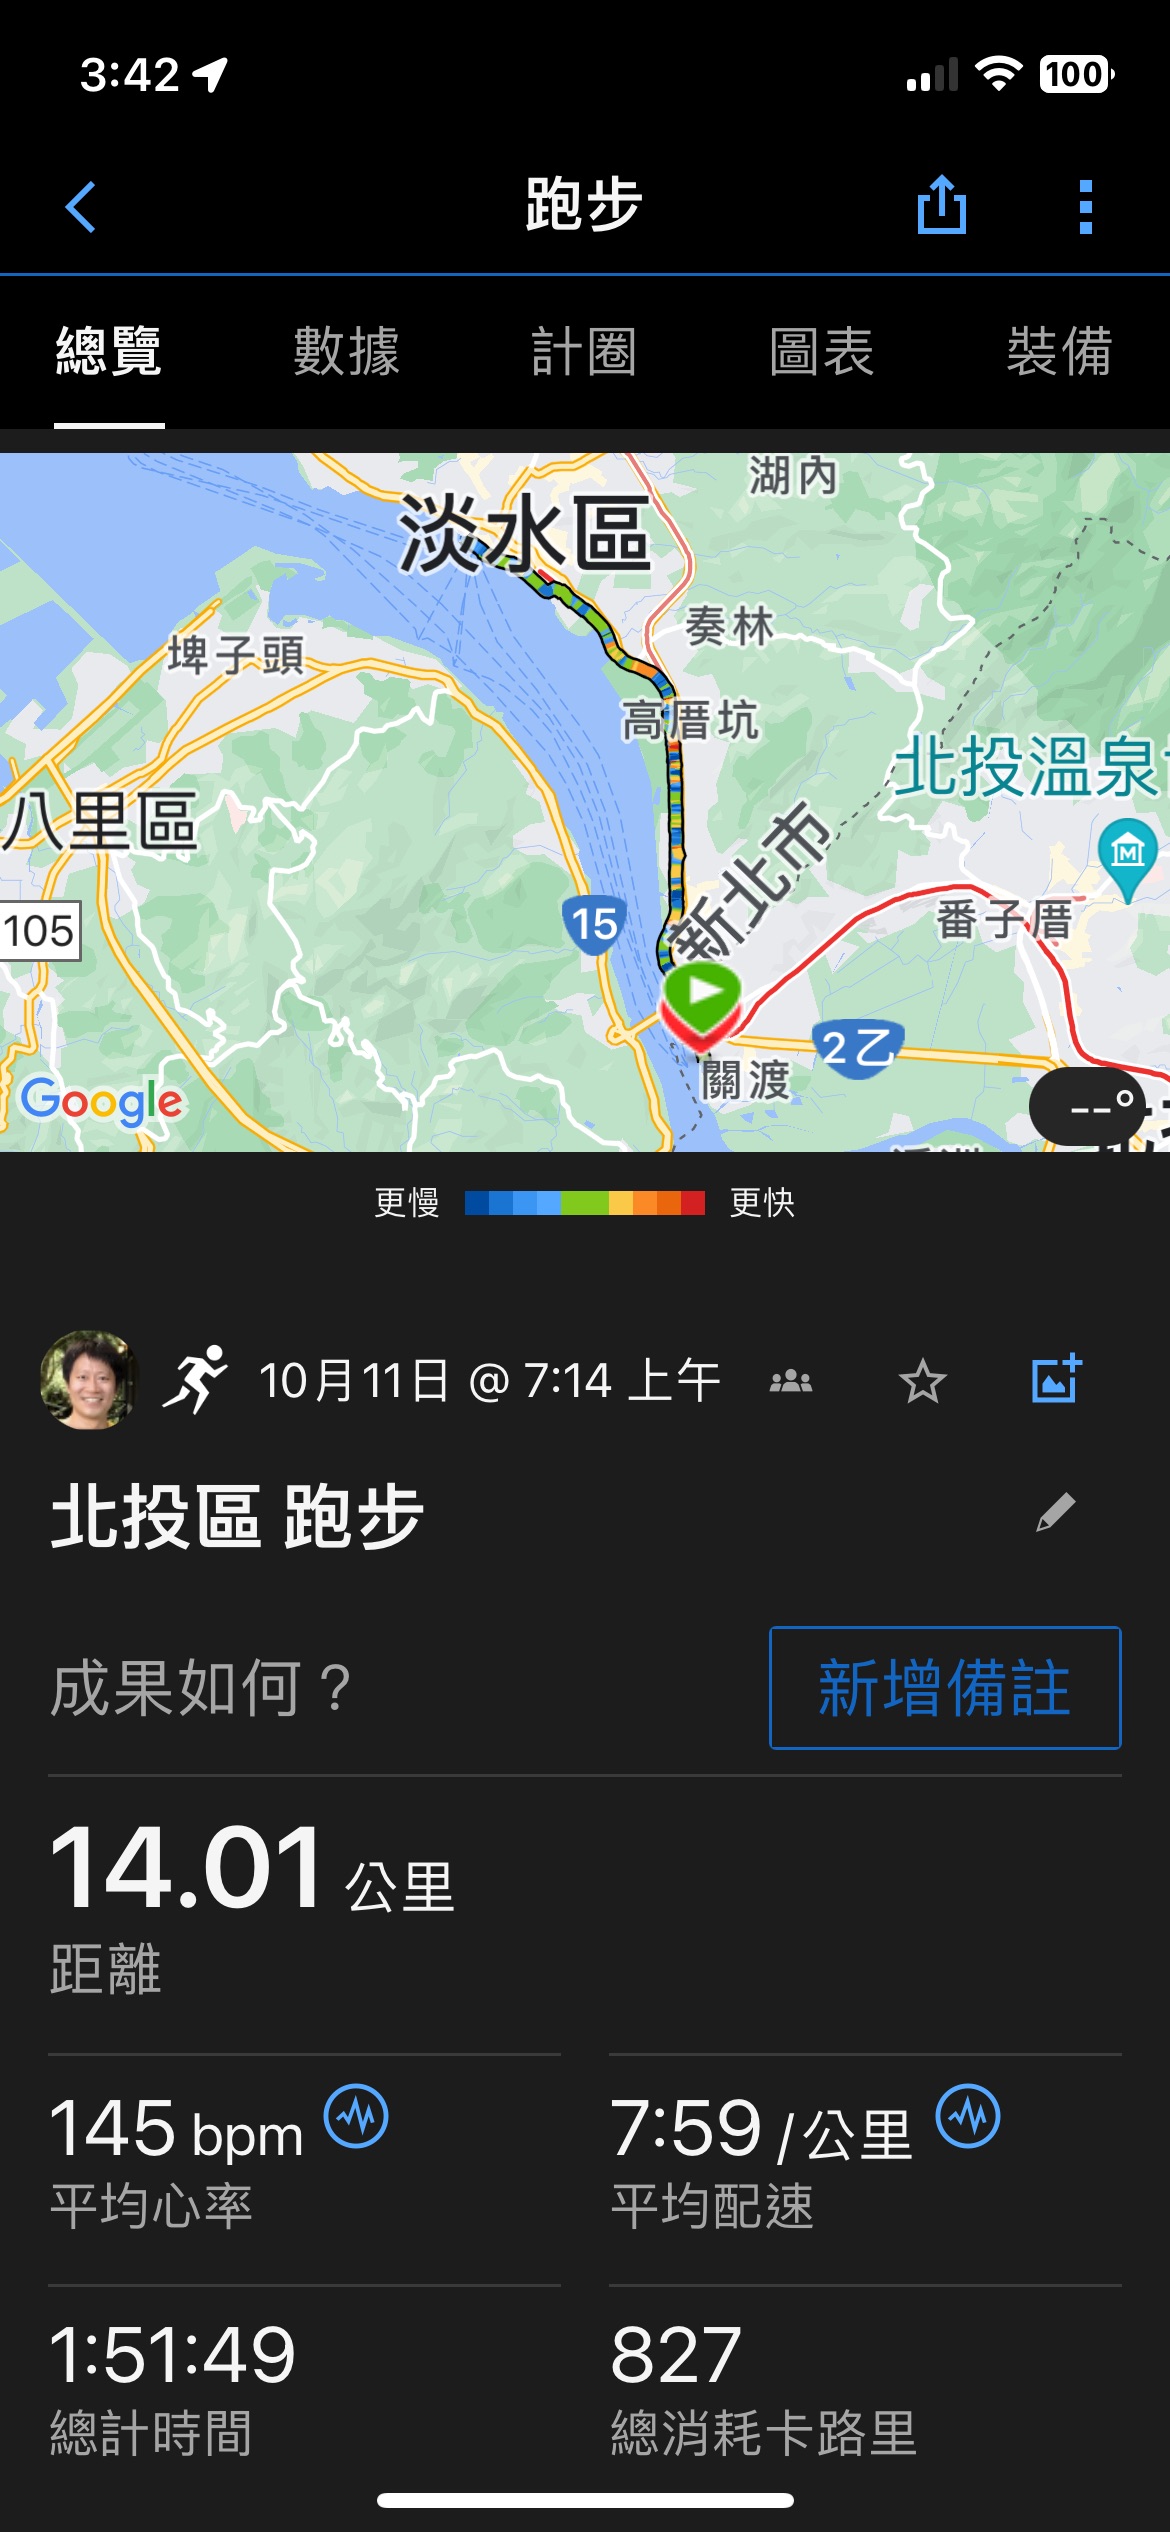 3:42
100
跑步
總覽 數據 計圈 圖表 裝備
湖內
淡水區
奏林
埤子頭
高厝坑
北投溫泉
八里區
新北市
105
15
番子厝
2乙
關渡
Google
--°
更慢 更快
10月11日 @ 7:14 上午
北投區 跑步
成果如何？
新增備註
14.01 公里
距離
145 bpm 7:59 /公里
平均心率 平均配速
1:51:49 827
總計時間 總消耗卡路里